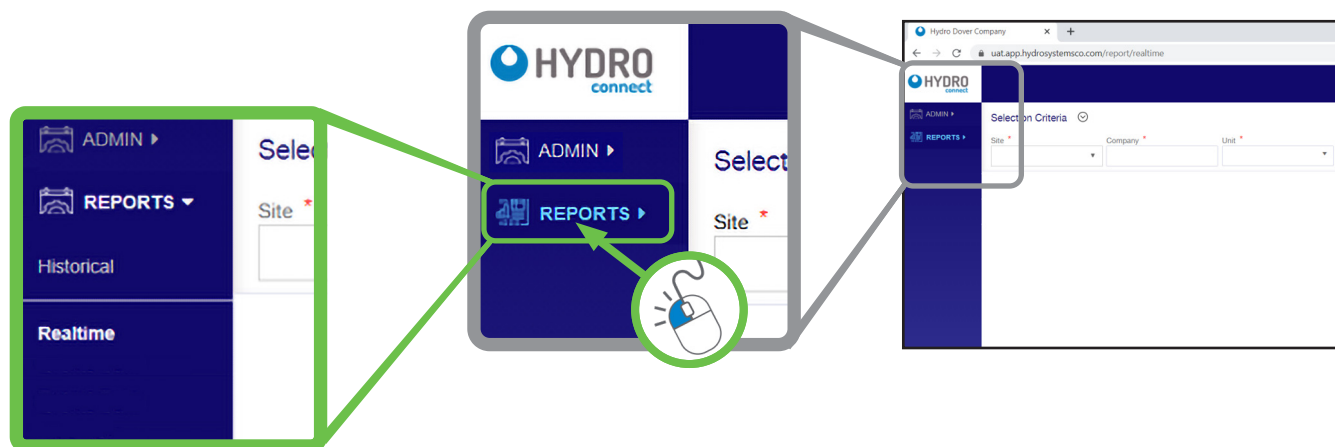 ADMIN
REPORTS
Historical
Realtime
Sele
Site *
HYDRO
connect
ADMIN
REPORTS
Select
Site *
Hydro Dover Company × +
uat.app.hydrosystemsco.com/report/realtime
HYDRO
connect
ADMIN
REPORTS
Selection Criteria
Site * Company * Unit *